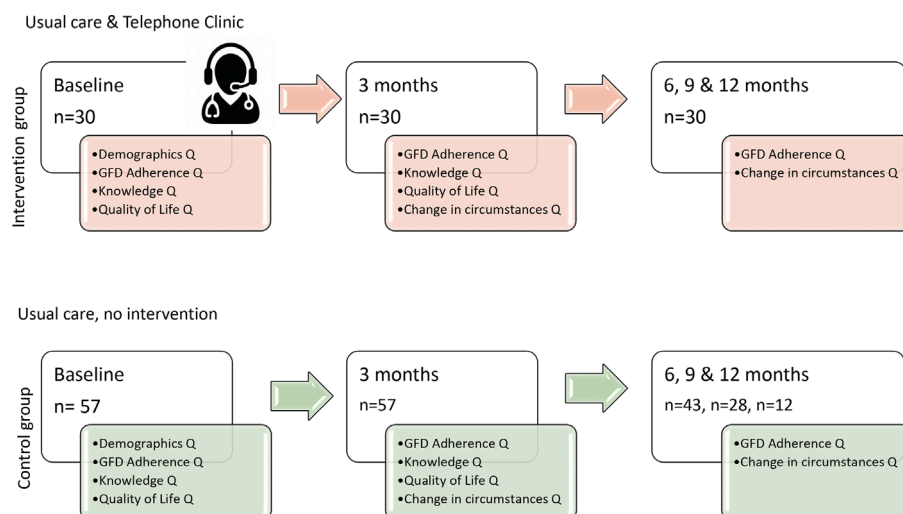 Usual care & Telephone Clinic
Intervention group
Baseline
n=30
•Demographics Q
•GFD Adherence Q
•Knowledge Q
•Quality of Life Q
3 months
n=30
•GFD Adherence Q
•Knowledge Q
•Quality of Life Q
•Change in circumstances Q
6, 9 & 12 months
n=30
•GFD Adherence Q
•Change in circumstances Q
Usual care, no intervention
Control group
Baseline
n= 57
•Demographics Q
•GFD Adherence Q
•Knowledge Q
•Quality of Life Q
3 months
n=57
•GFD Adherence Q
•Knowledge Q
•Quality of Life Q
•Change in circumstances Q
6, 9 & 12 months
n=43, n=28, n=12
•GFD Adherence Q
•Change in circumstances Q